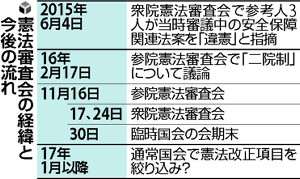 憲法審査会の経緯と
今後の流れ
2015年
6月4日
衆院憲法審査会で参考人3
人が当時審議中の安全保障
関連法案を「違憲」と指摘
16年
2月17日
参院憲法審査会で「二院制」
について議論
11月16日
参院憲法審査会
17、24日
衆院憲法審査会
30日
臨時国会の会期末
17年
1月以降
通常国会で憲法改正項目を
絞り込み?